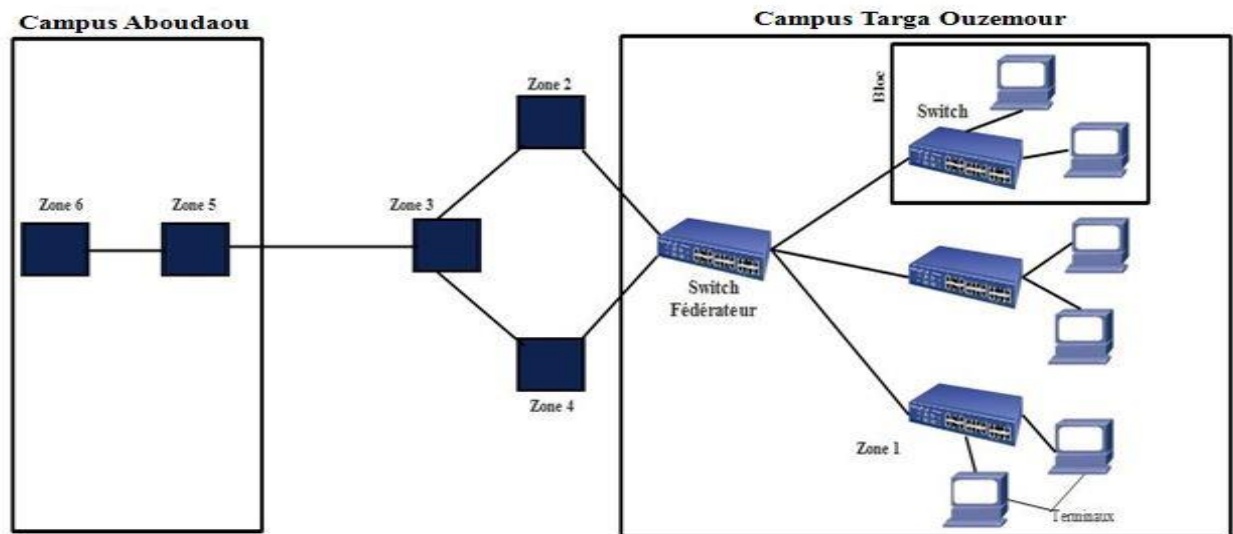 Campus Aboudaou
Campus Targa Ouzemour
Zone 2
Bloc
Switch
Zone 6
Zone 5
Zone 3
Switch
Fédérateur
Zone 4
Zone 1
Terminaux